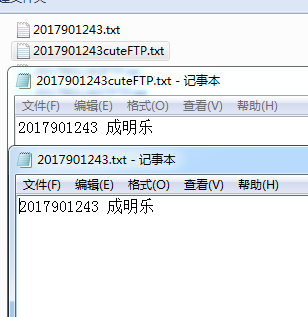 2017901243.txt
2017901243cuteFTP.txt
2017901243cuteFTP.txt - 记事本
文件(F) 编辑(E) 格式(O) 查看(V) 帮助(H)
2017901243 成明乐
2017901243.txt - 记事本
文件(F) 编辑(E) 格式(O) 查看(V) 帮助(H)
2017901243 成明乐